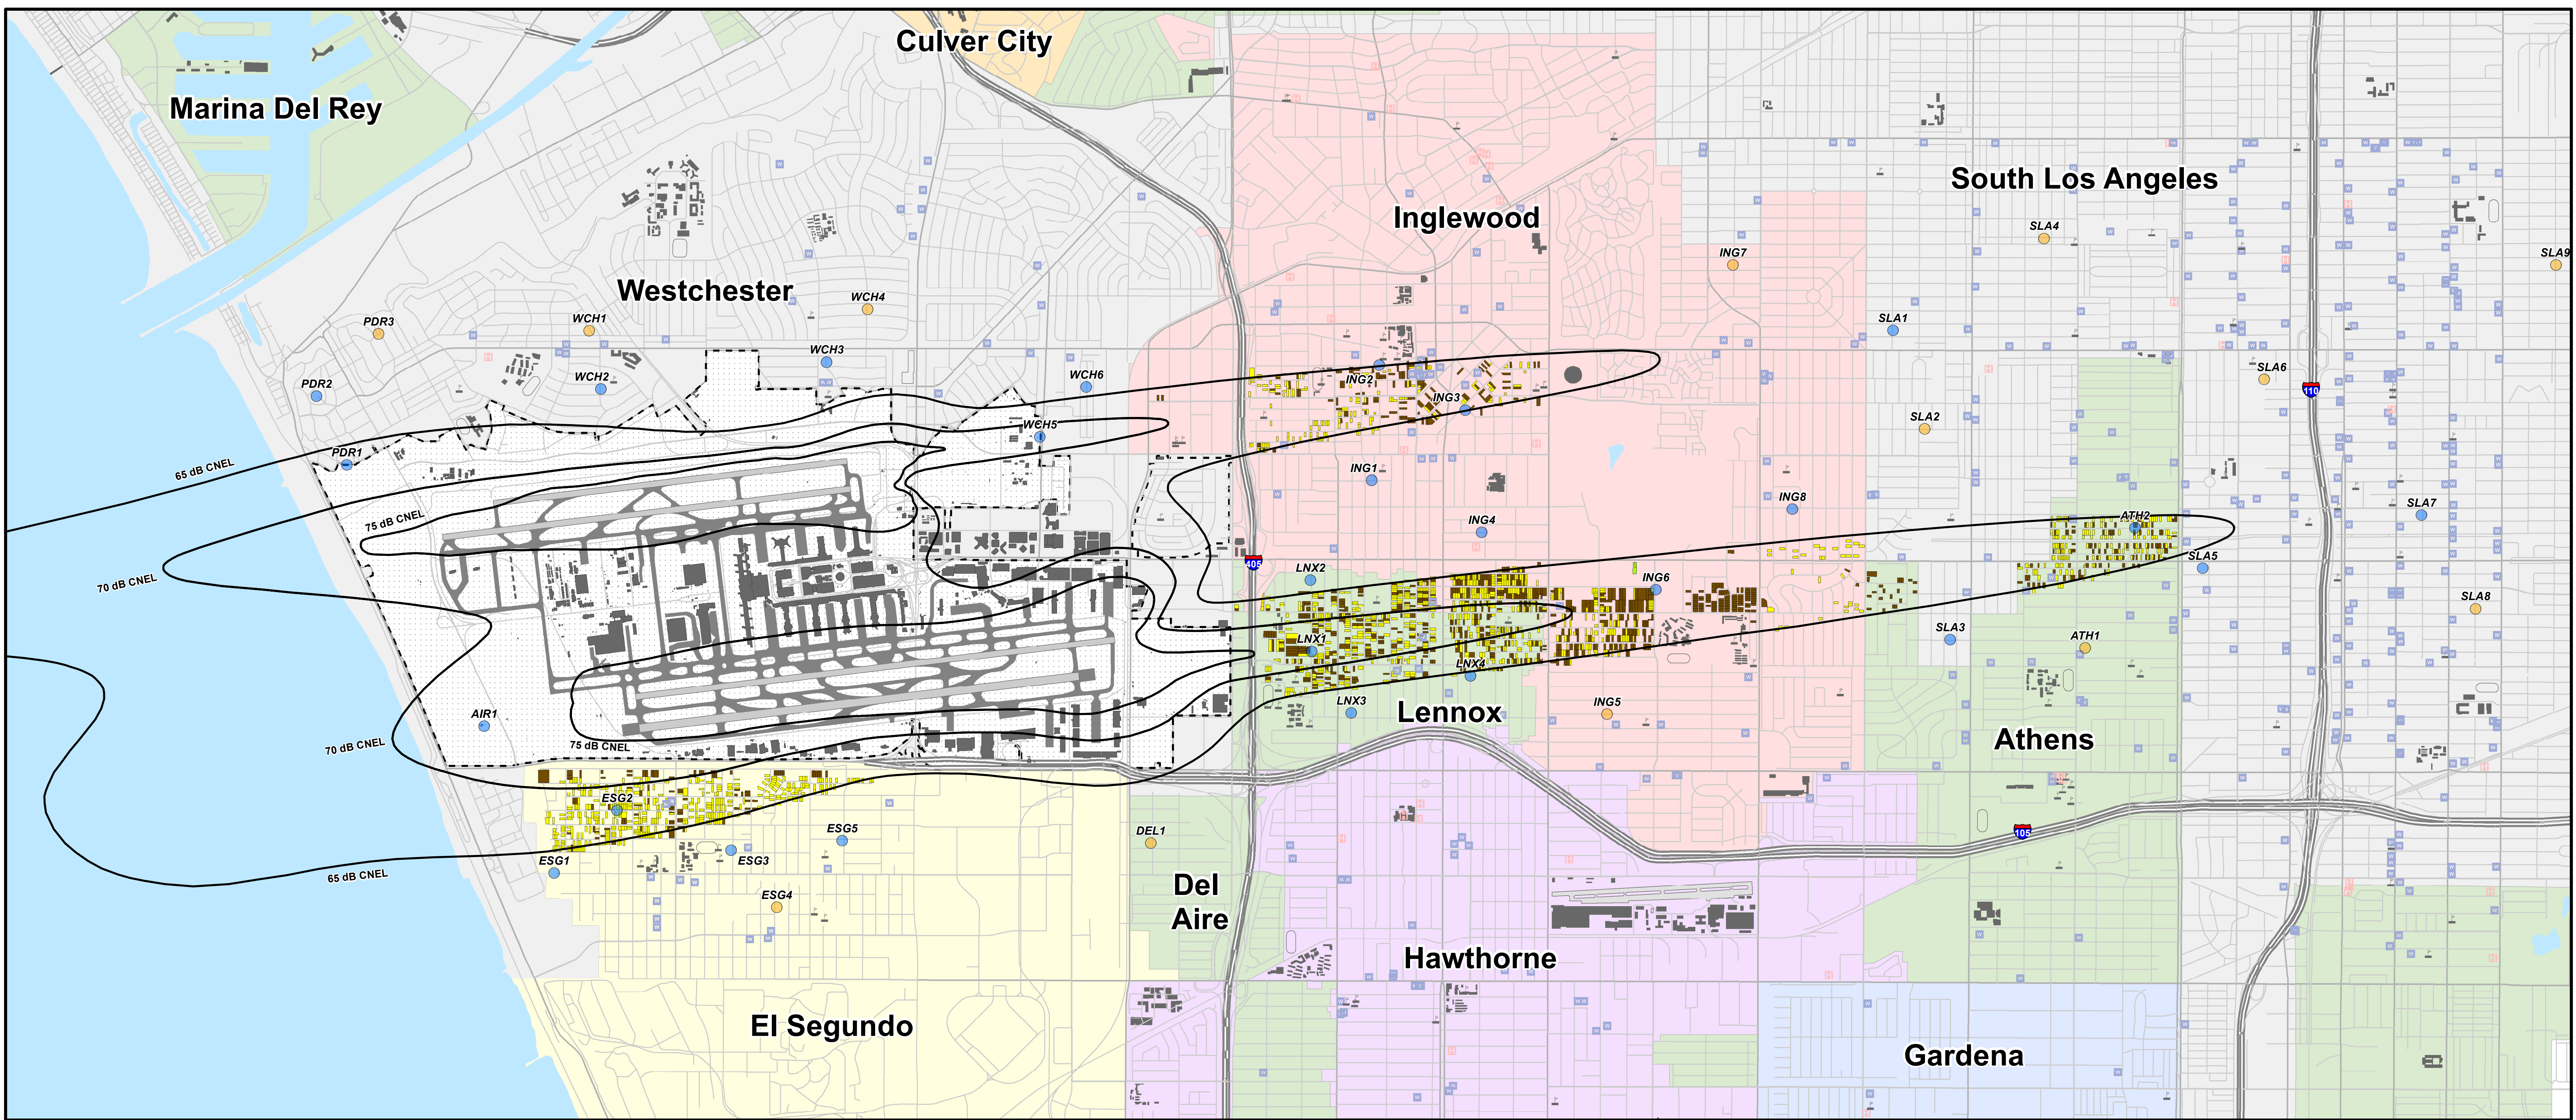 Culver City
Marina Del Rey
South Los Angeles
Inglewood
SLA4
ING7
SLA9
Westchester
WCH4
WCH1
PDR3
SLA1
WCH3
WCH2
WCH6
PDR2
ING2
SLA6
110
ING3
SLA2
WCH5
PDR1
65 dB CNEL
ING1
ING8
SLA7
75 dB CNEL
ING4
ATH2
SLA5
405
LNX2
70 dB CNEL
ING6
SLA8
LNX1
SLA3
ATH1
LNX4
LNX3
ING5
Lennox
AIR1
Athens
70 dB CNEL
75 dB CNEL
ESG2
ESG5
DEL1
105
ESG1
ESG3
65 dB CNEL
ESG4
Del
Aire
Hawthorne
El Segundo
Gardena